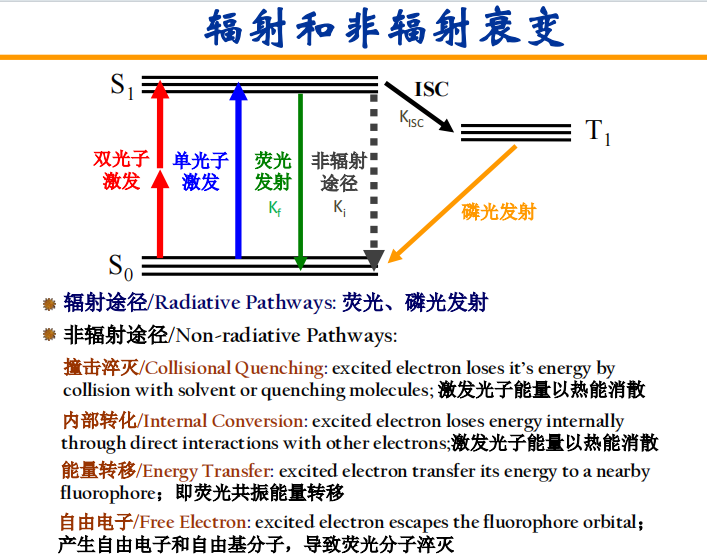 辐射和非辐射衰变
S1
ISC
KISC
T1
双光子
激发
单光子
激发
荧光
发射
Kf
非辐射
途径
Ki
磷光发射
S0
辐射途径/Radiative Pathways: 荧光、磷光发射
非辐射途径/Non-radiative Pathways:
撞击淬灭/Collisional Quenching: excited electron loses it's energy by
collision with solvent or quenching molecules; 激发光子能量以热能消散
内部转化/Internal Conversion: excited electron loses energy internally
through direct interactions with other electrons;激发光子能量以热能消散
能量转移/Energy Transfer: excited electron transfer its energy to a nearby
fluorophore；即荧光共振能量转移
自由电子/Free Electron: excited electron escapes the fluorophore orbital；
产生自由电子和自由基分子，导致荧光分子淬灭